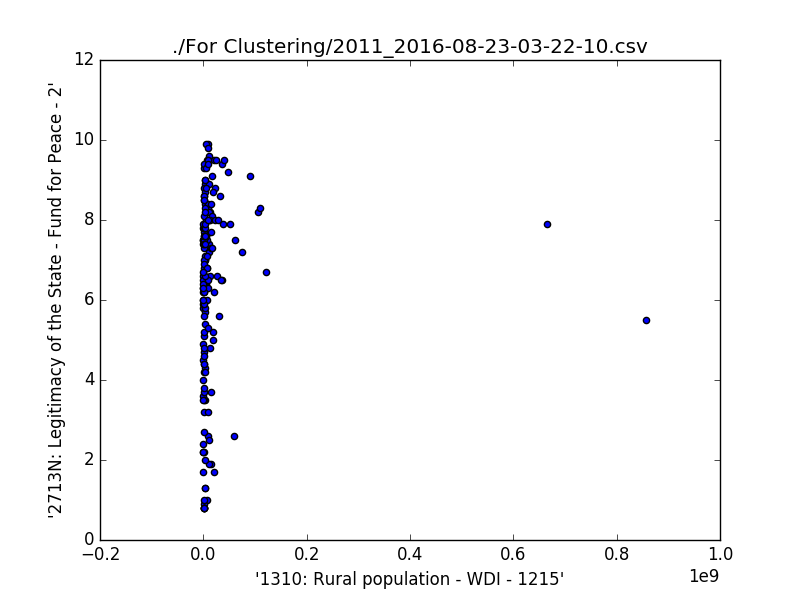 ./For Clustering/2011_2016-08-23-03-22-10.csv
12
10
8
6
4
2
0
'2713N: Legitimacy of the State - Fund for Peace - 2'
−0.2 0.0 0.2 0.4 0.6 0.8 1.0
1e9
'1310: Rural population - WDI - 1215'